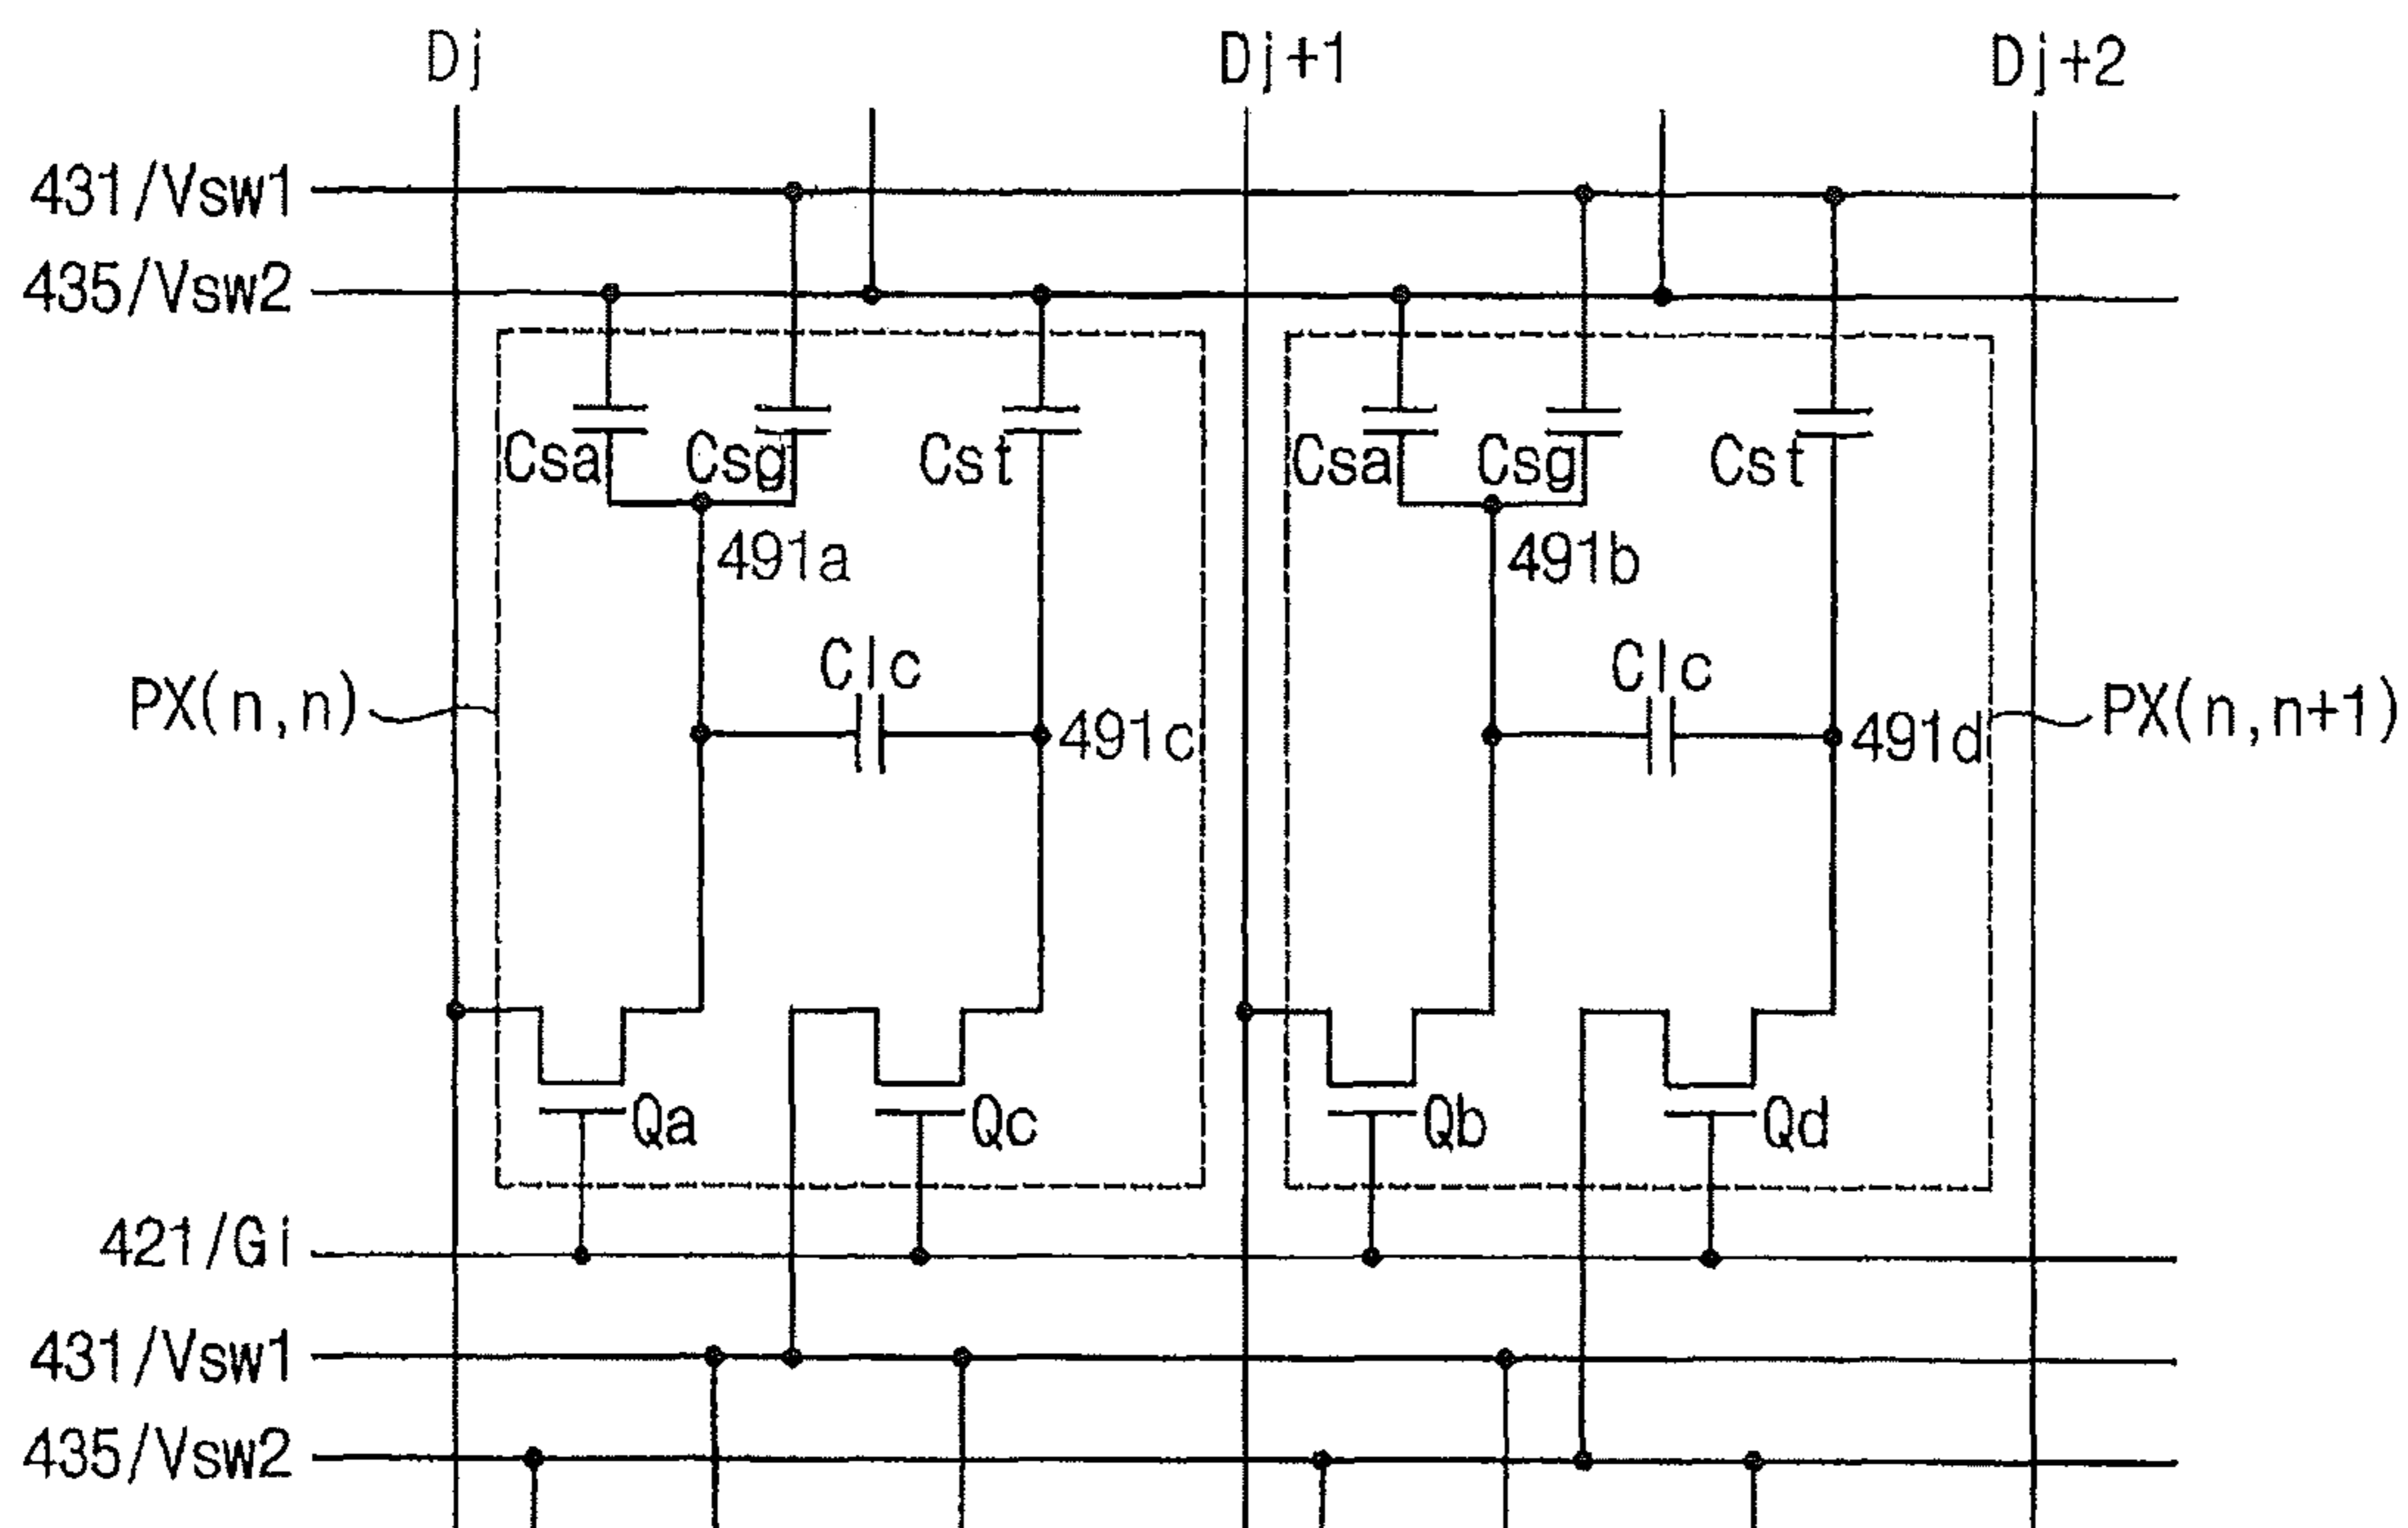 Dj
Dj+1
Dj+2
431/Vsw1
435/Vsw2
Csa
Csg
Cst
Csa
Csg
Cst
491a
491b
Clc
Clc
PX(n,n)
491c
491d
PX(n,n+1)
Qa
Qc
Qb
Qd
421/Gi
431/Vsw1
435/Vsw2